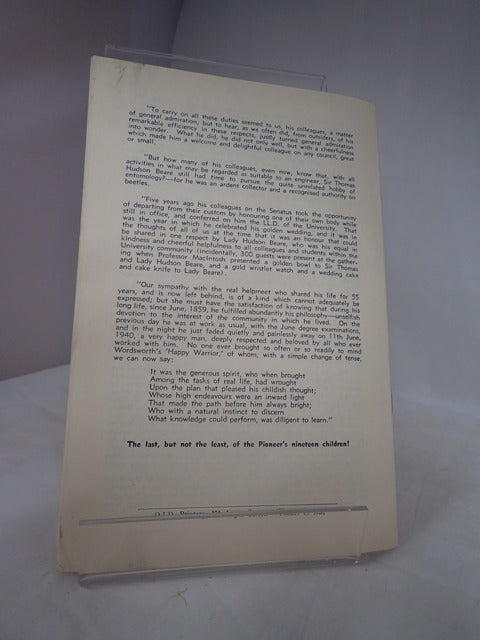 "To carry on all these duties seemed to us, his colleagues, a matter
of general admiration; but to hear, as we often did, from outsiders, of his
remarkable efficiency in these respects, justly turned general admiration
into wonder. What he did, he did not only well, but with a cheerfulness
which made him a welcome and delightful colleague on any council, great
or small.
"But how many of his colleagues, even now, know that, with all
activities in what may be regarded as suitable to an engineer, Sir Thomas
Hudson Beare still had time to pursue the quite unrelated hobby of
entomology?—for he was an ardent collector and a recognised authority on
beetles.
"Five years ago his colleagues on the Senatus took the opportunity
of departing from their custom by honouring one of their own body while
still in office, and conferred on him the LL.D. of the University. That
was the year in which he celebrated his golden wedding, and it was in
the thoughts of all of us at the time that it was an honour that could
be shared in one respect by Lady Hudson Beare, who was his equal in
kindness and cheerful helpfulness to all colleagues and students within the
University community (incidentally, 300 guests were present at the gather-
ing when Professor MacIntosh presented a golden bowl to Sir Thomas
and Lady Hudson Beare, and a gold wristlet watch and a wedding cake
and cake knife to Lady Beare).
"Our sympathy with the real helpmeet who shared his life for 55
years, and is now left behind, is of a kind which cannot adequately be
expressed; but she must have the satisfaction of knowing that during his
long life, since June, 1859, he fulfilled abundantly his philosophy—unselfish
devotion to the interest of the community in which he lived. On the
previous day he was at work as usual, with the June degree examinations,
and in the night he just faded quietly and painlessly away on 11th June,
1940, a very happy man, deeply respected and beloved by all who ever
worked with him. No one ever brought so often or so readily to mind
Wordsworth's 'Happy Warrior,' of whom, with a simple change of tense,
we can now say:
It was the generous spirit, who when brought
Among the tasks of real life, had wrought
Upon the plan that pleased his childish thought;
Whose high endeavours were an inward light
That made the path before him always bright;
Who with a natural instinct to discern
What knowledge could perform, was diligent to learn."
The last, but not the least, of the Pioneer's nineteen children!